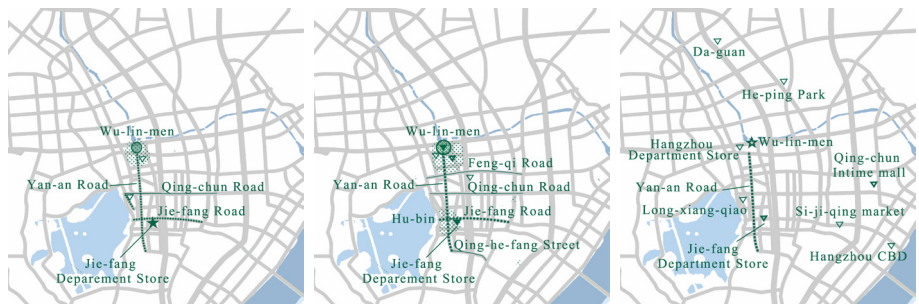 Wu-lin-men
Yan-an Road
Qing-chun Road
Jie-fang Road
Jie-fang
Deparement Store
Wu-lin-men
Feng-qi Road
Yan-an Road
Qing-chun Road
Hu-bin
Jie-fang Road
Qing-he-fang Street
Jie-fang
Deparement Store
Da-guan
He-ping Park
Wu-lin-men
Hangzhou
Department Store
Qing-chun
Intime mall
Yan-an Road
Long-xiang-qiao
Si-ji-qing market
Jie-fang
Department Store
Hangzhou CBD